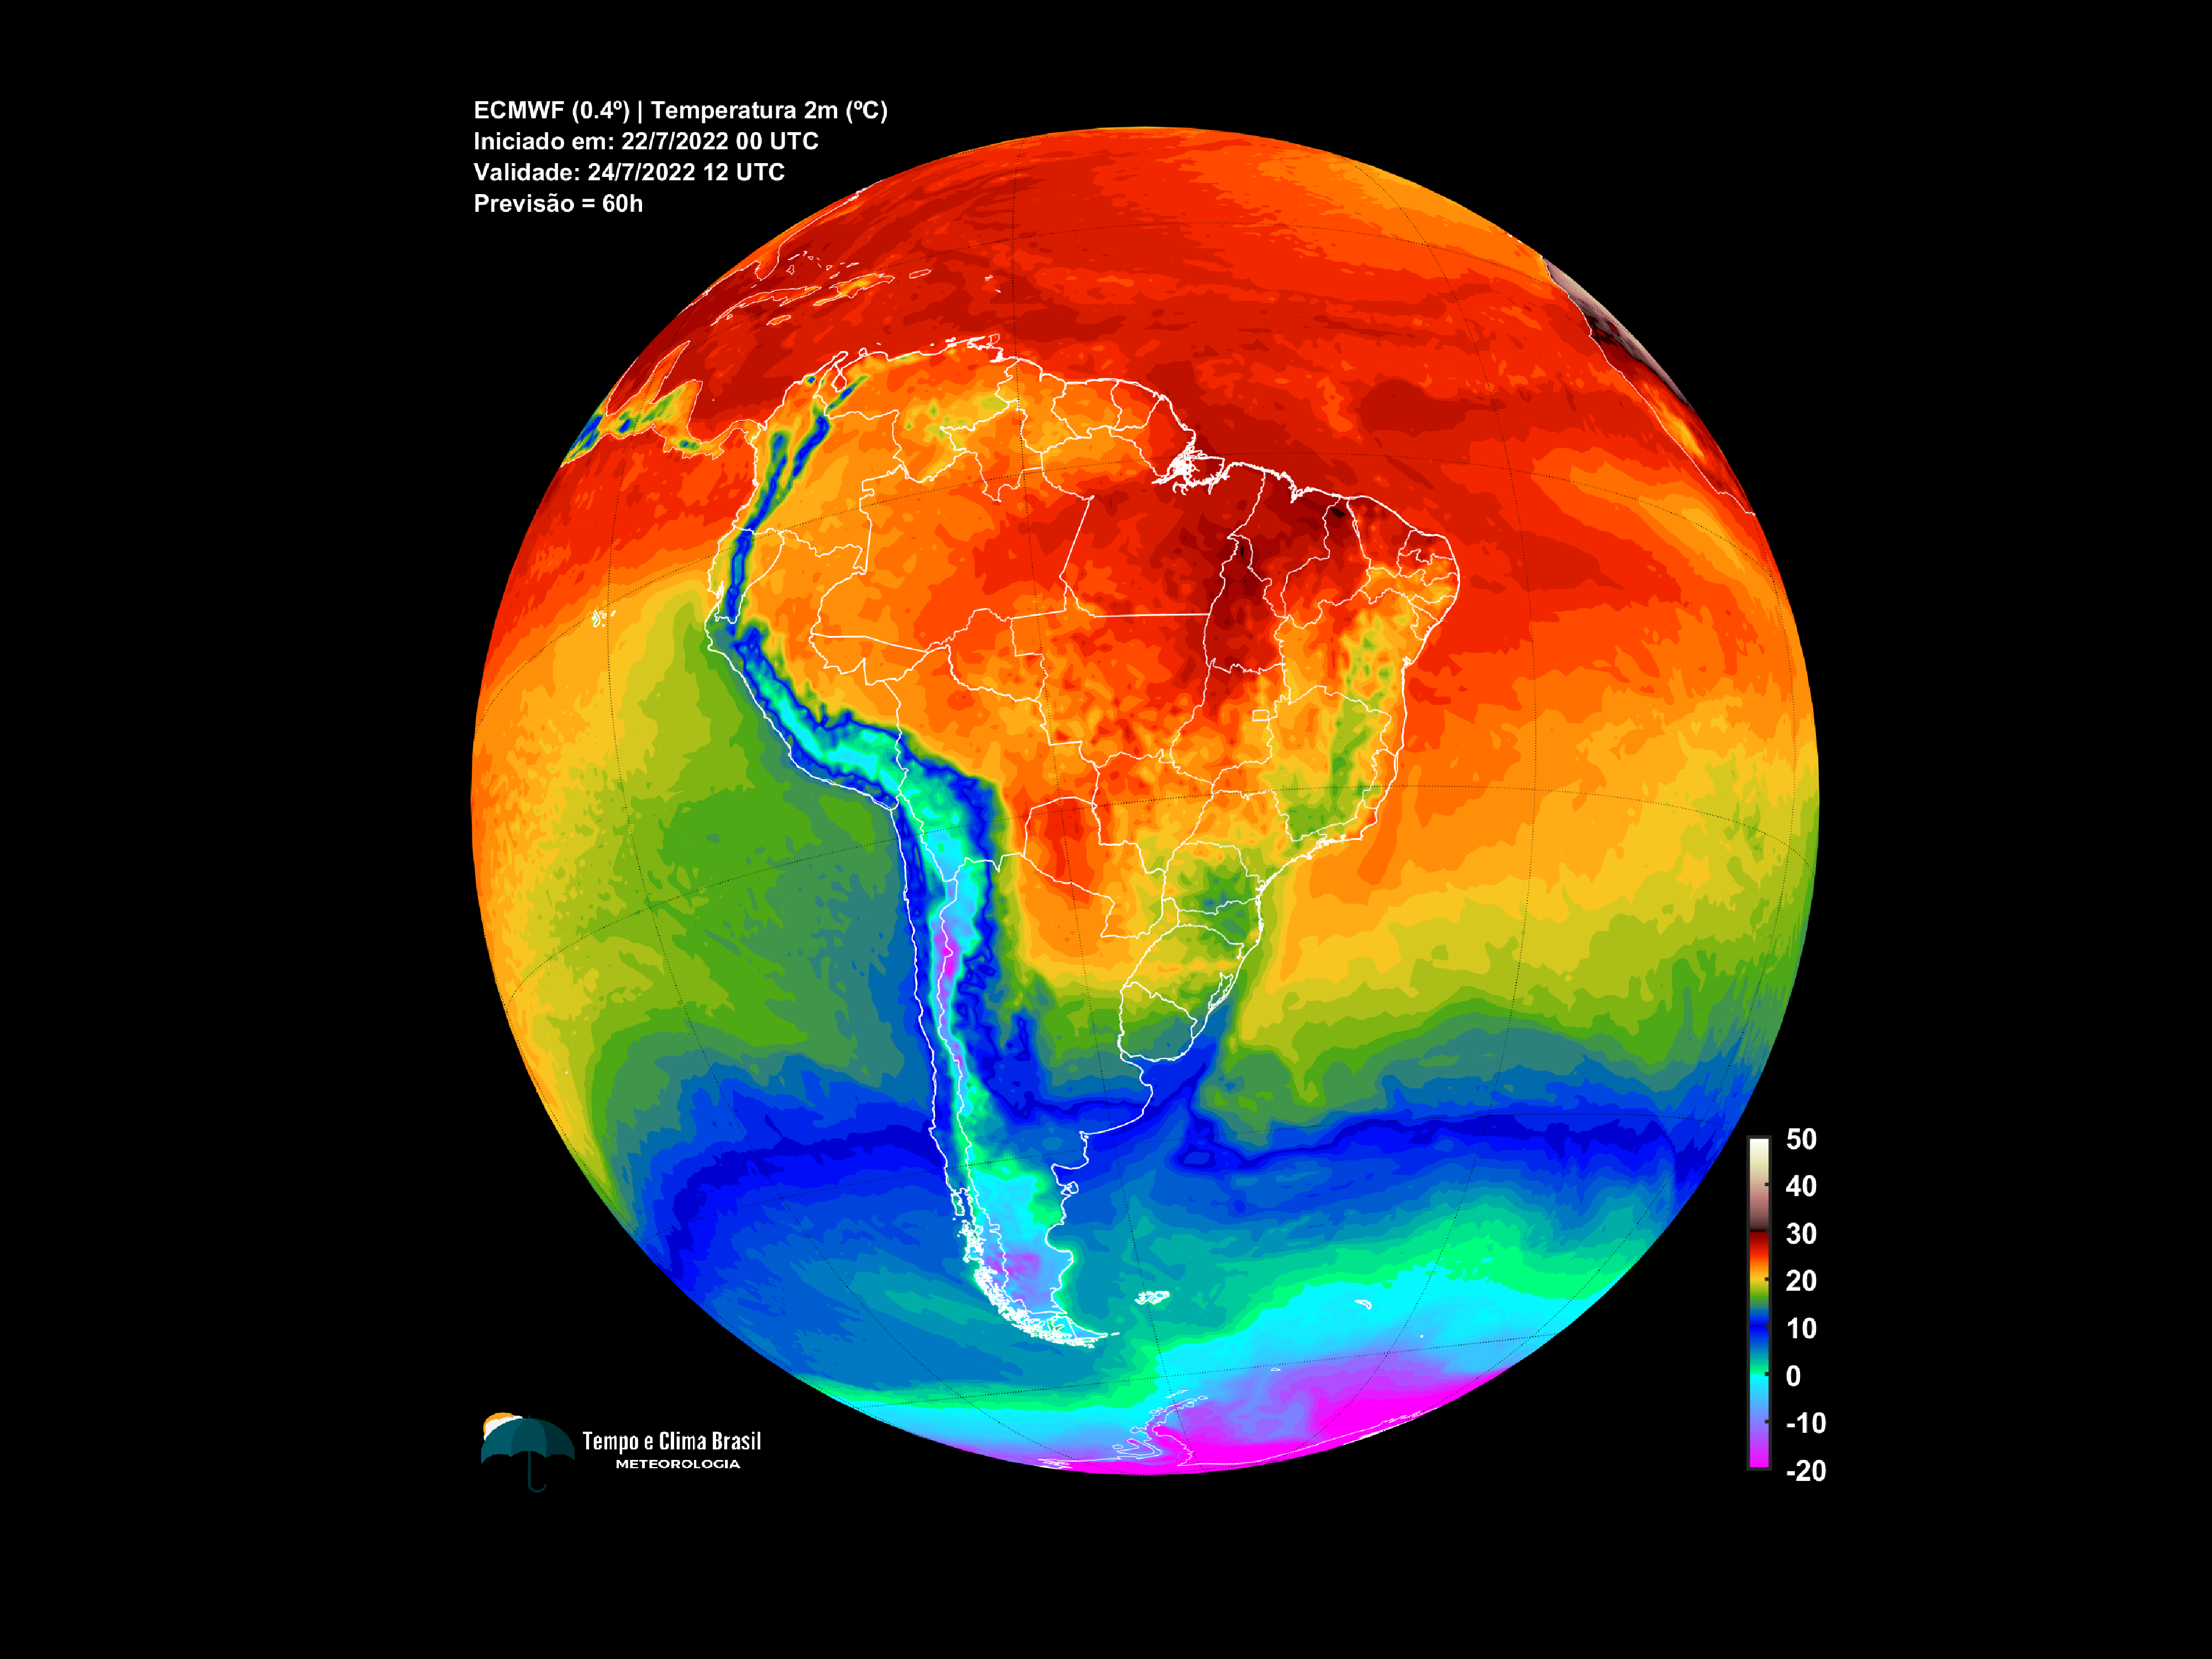 ECMWF (0.4º) | Temperatura 2m (ºC)
Iniciado em: 22/7/2022 00 UTC
Validade: 24/7/2022 12 UTC
Previsão = 60h
50
40
30
20
10
0
-10
-20
Tempo e Clima Brasil
METEOROLOGIA